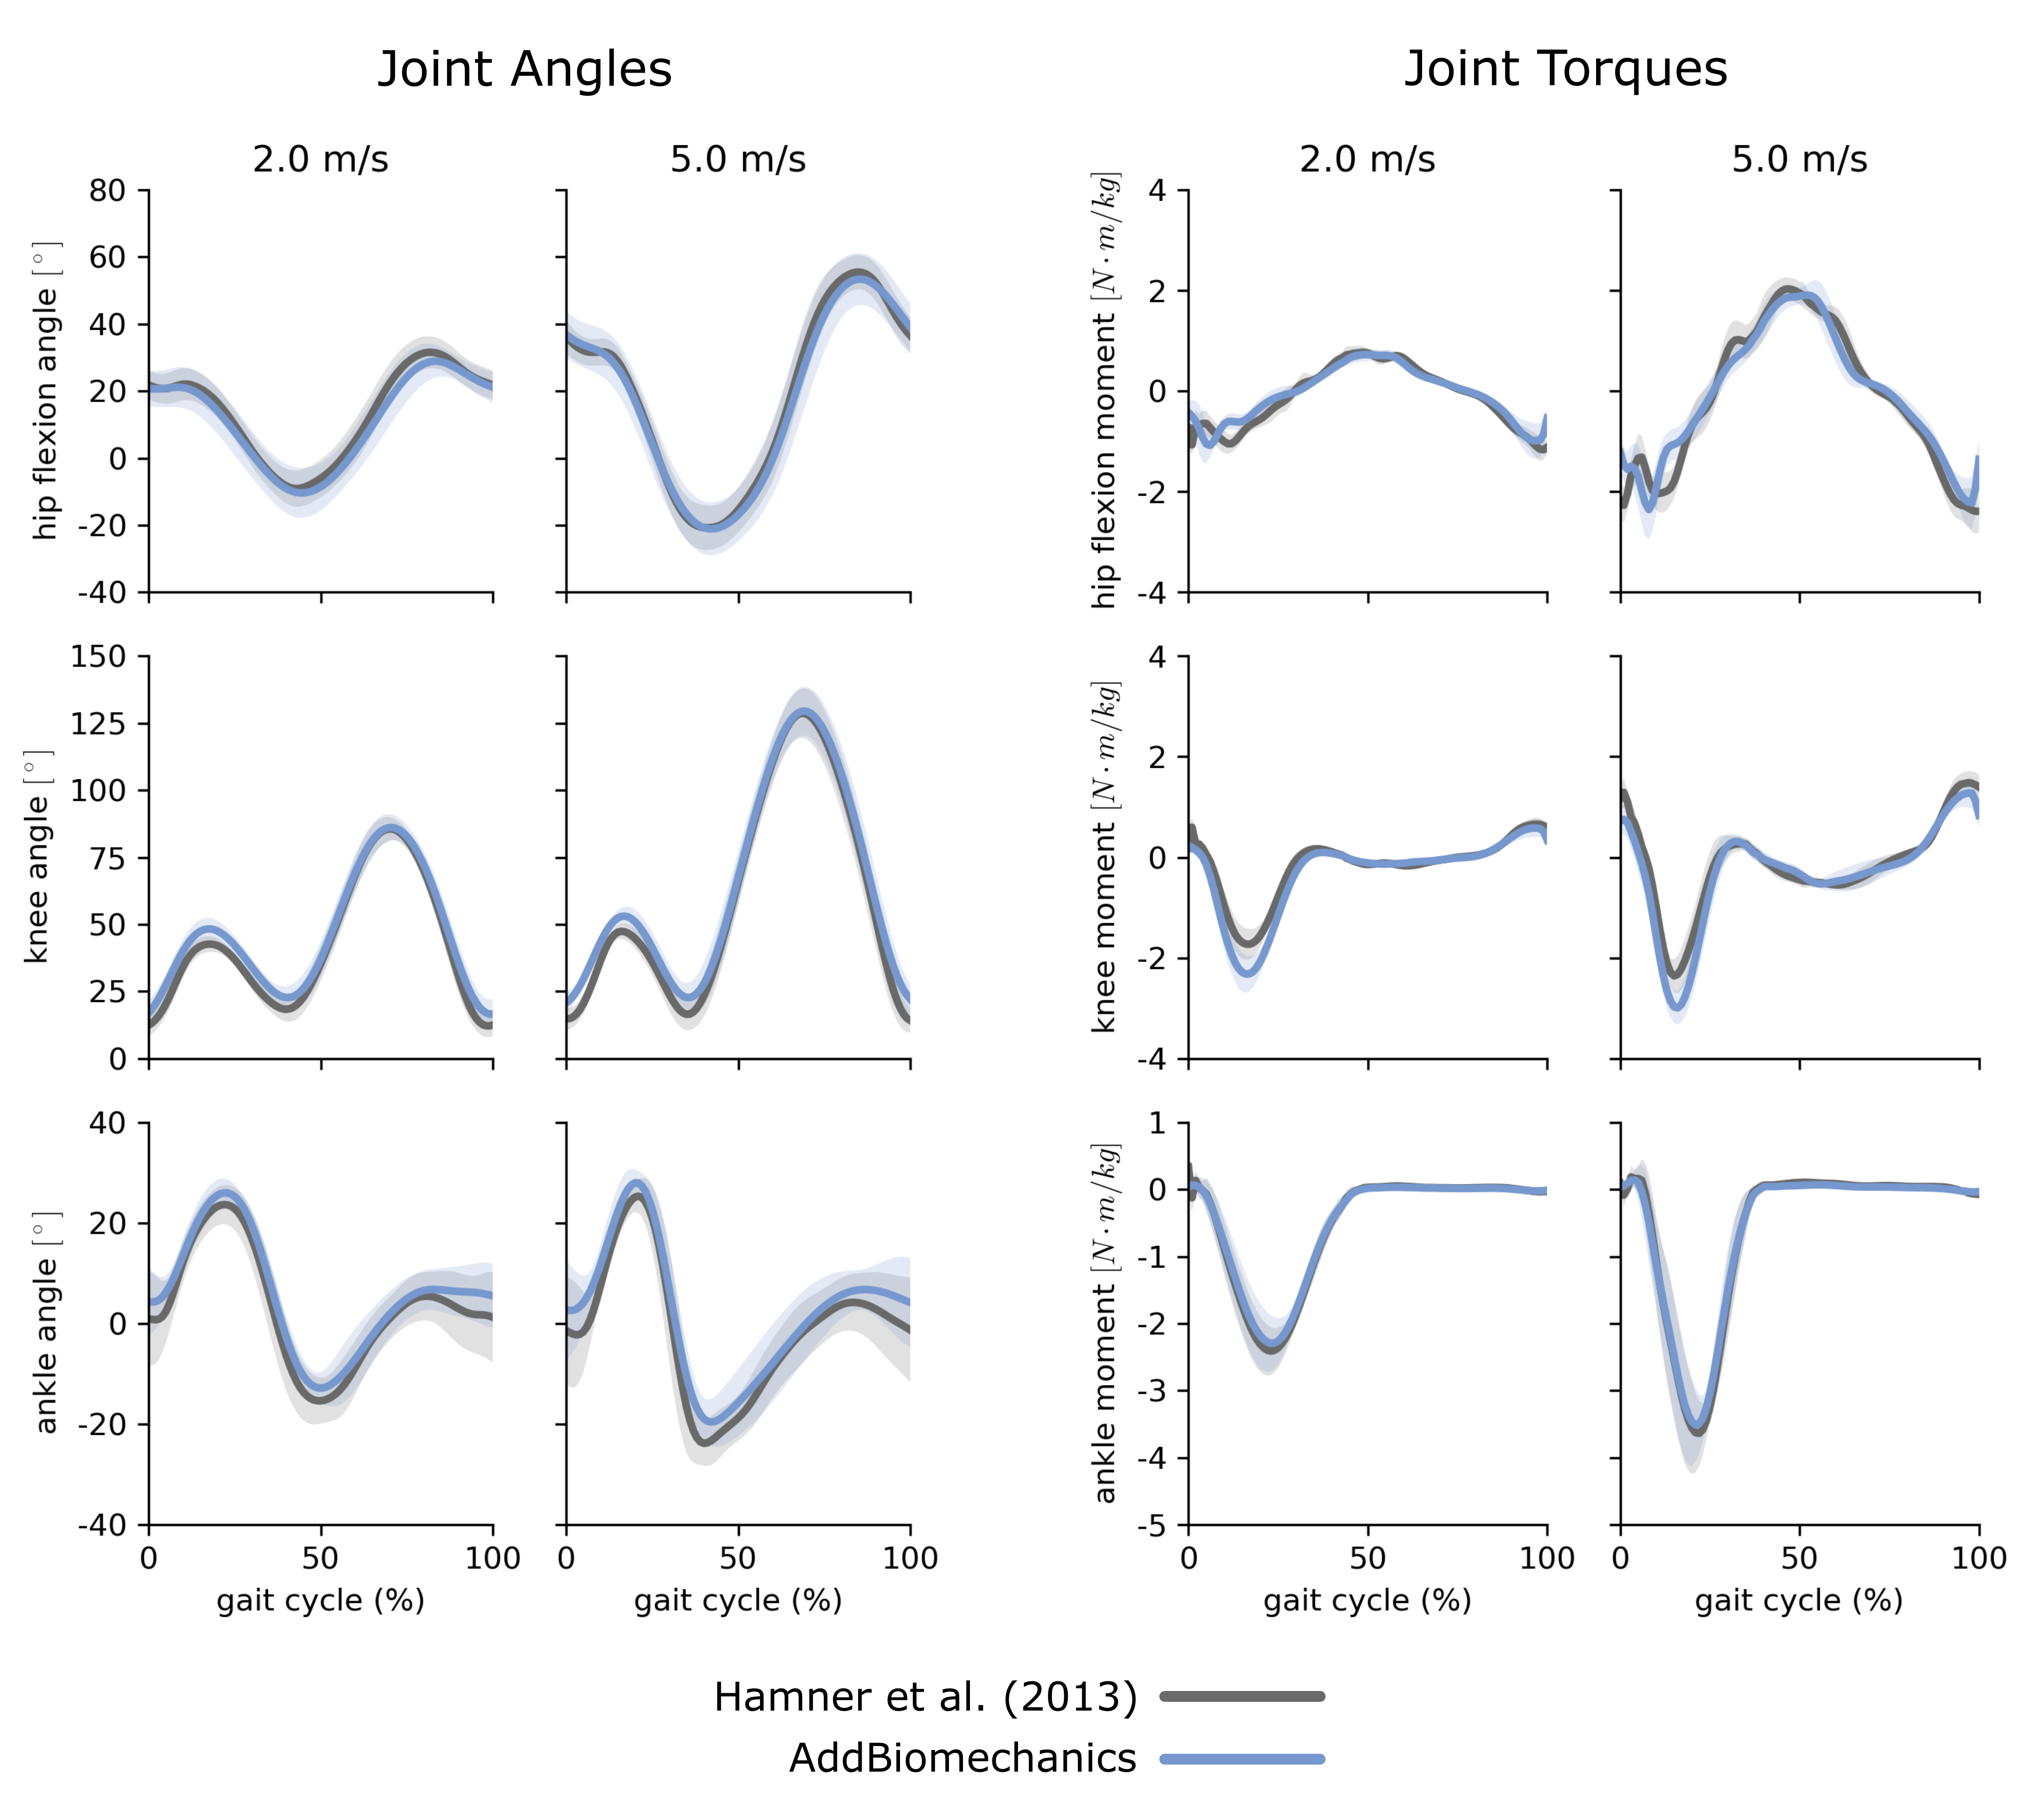 Joint Angles
Joint Torques
2.0 m/s
5.0 m/s
2.0 m/s
5.0 m/s
hip flexion angle [°]
80
60
40
20
0
-20
-40
hip flexion moment [N · m/kg]
4
2
0
-2
-4
knee angle [°]
150
125
100
75
50
25
0
knee moment [N · m/kg]
4
2
0
-2
-4
ankle angle [°]
40
20
0
-20
-40
0 50 100
gait cycle (%)
0 50 100
gait cycle (%)
ankle moment [N · m/kg]
1
0
-1
-2
-3
-4
-5
0 50 100
gait cycle (%)
0 50 100
gait cycle (%)
Hamner et al. (2013)
AddBiomechanics